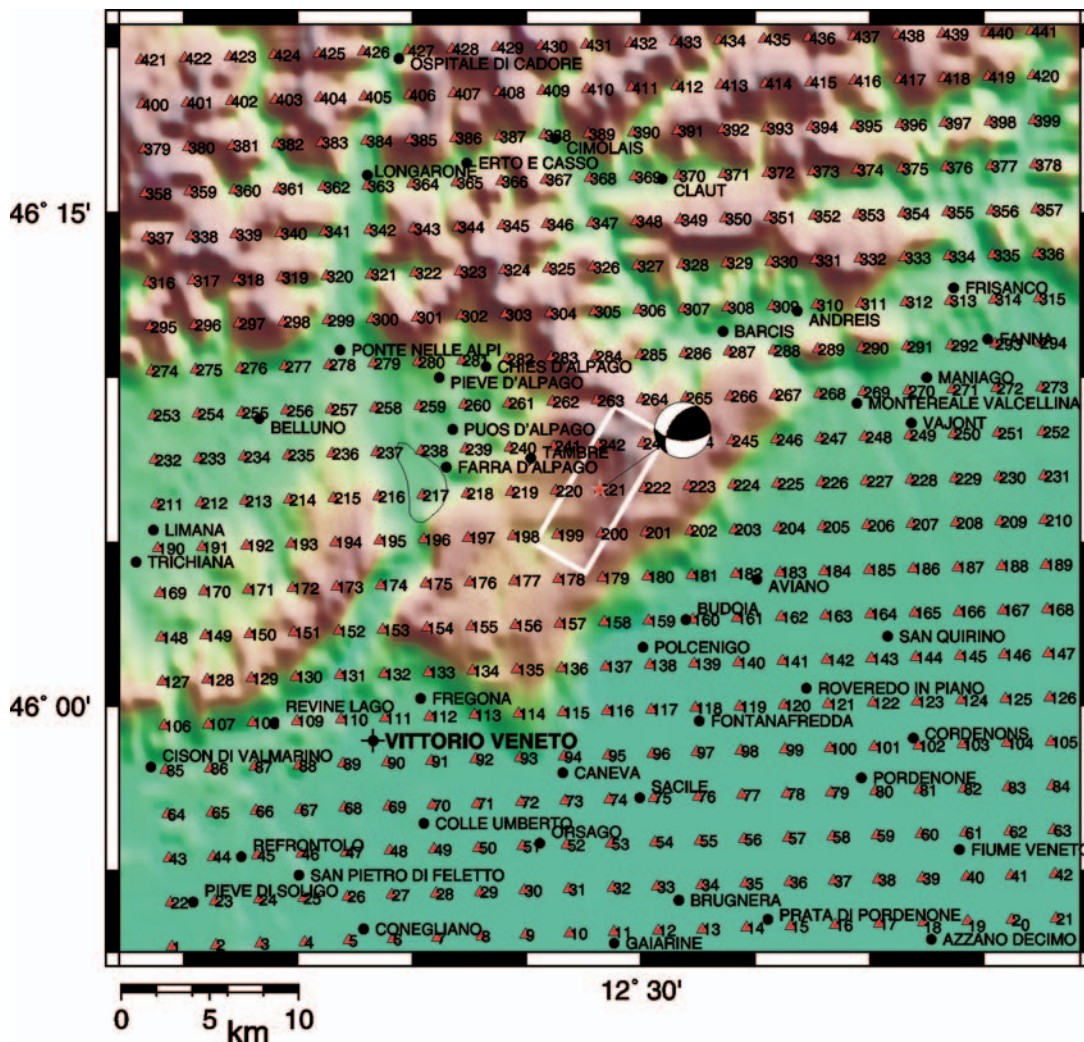 421 422 423 424 425 426 427 428 429 430 431 432 433 434 435 436 437 438 439 440 441
OSPITALE DI CADORE
400 401 402 403 404 405 406 407 408 409 410 411 412 413 414 415 416 417 418 419 420
379 380 381 382 383 384 385 386 387 388 389 390 391 392 393 394 395 396 397 398 399
CIMOLAIS
ERTO E CASSO
LONGARONE
CLAUT
358 359 360 361 362 363 364 365 366 367 368 369 370 371 372 373 374 375 376 377 378
46° 15'
337 338 339 340 341 342 343 344 345 346 347 348 349 350 351 352 353 354 355 356 357
316 317 318 319 320 321 322 323 324 325 326 327 328 329 330 331 332 333 334 335 336
FRISANCO
295 296 297 298 299 300 301 302 303 304 305 306 307 308 309 310 311 312 313 314 315
ANDREIS
BARCIS
FANNA
PONTE NELLE ALPI
274 275 276 277 278 279 280 281 282 283 284 285 286 287 288 289 290 291 292 293 294
CHIES D'ALPAGO
PIEVE D'ALPAGO
MANIAGO
253 254 255 256 257 258 259 260 261 262 263 264 265 266 267 268 269 270 271 272 273
MONTEREALE VALCELLINA
BELLUNO
PUOS D'ALPAGO
VAJONT
232 233 234 235 236 237 238 239 240 241 242 245 246 247 248 249 250 251 252
TAMBRE
FARRA D'ALPAGO
211 212 213 214 215 216 217 218 219 220 221 222 223 224 225 226 227 228 229 230 231
LIMANA
190 191 192 193 194 195 196 197 198 199 200 201 202 203 204 205 206 207 208 209 210
TRICHIANA
169 170 171 172 173 174 175 176 177 178 179 180 181 182 183 184 185 186 187 188 189
AVIANO
148 149 150 151 152 153 154 155 156 157 158 159 160 161 162 163 164 165 166 167 168
BUDOIA
SAN QUIRINO
POLCENIGO
127 128 129 130 131 132 133 134 135 136 137 138 139 140 141 142 143 144 145 146 147
ROVEREDO IN PIANO
FREGONA
46° 00'
REVINE LAGO
106 107 108 109 110 111 112 113 114 115 116 117 118 119 120 121 122 123 124 125 126
FONTANAFREDDA
VITTORIO VENETO
CORDENONS
CISON DI VALMARINO
85 86 87 88 89 90 91 92 93 94 95 96 97 98 99 100 101 102 103 104 105
CANEVA
PORDENONE
SACILE
64 65 66 67 68 69 70 71 72 73 74 75 76 77 78 79 80 81 82 83 84
COLLE UMBERTO
ORSAGO
43 44 45 46 47 48 49 50 51 52 53 54 55 56 57 58 59 60 61 62 63
REFRONTOLO
FIUME VENETO
SAN PIETRO DI FELETTO
PIEVE DI SOLIGO
22 23 24 25 26 27 28 29 30 31 32 33 34 35 36 37 38 39 40 41 42
BRUGNERA
PRATA DI PORDENONE
CONEGLIANO
1 2 3 4 5 6 7 8 9 10 11 12 13 14 15 16 17 18 19 20 21
GAIARINE
AZZANO DECIMO
12° 30'
0 5 10
km